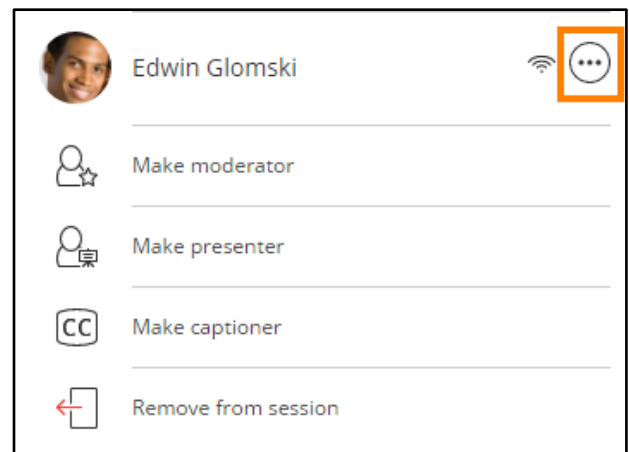 Edwin Glomski
Make moderator
Make presenter
CC
Make captioner
Remove from session